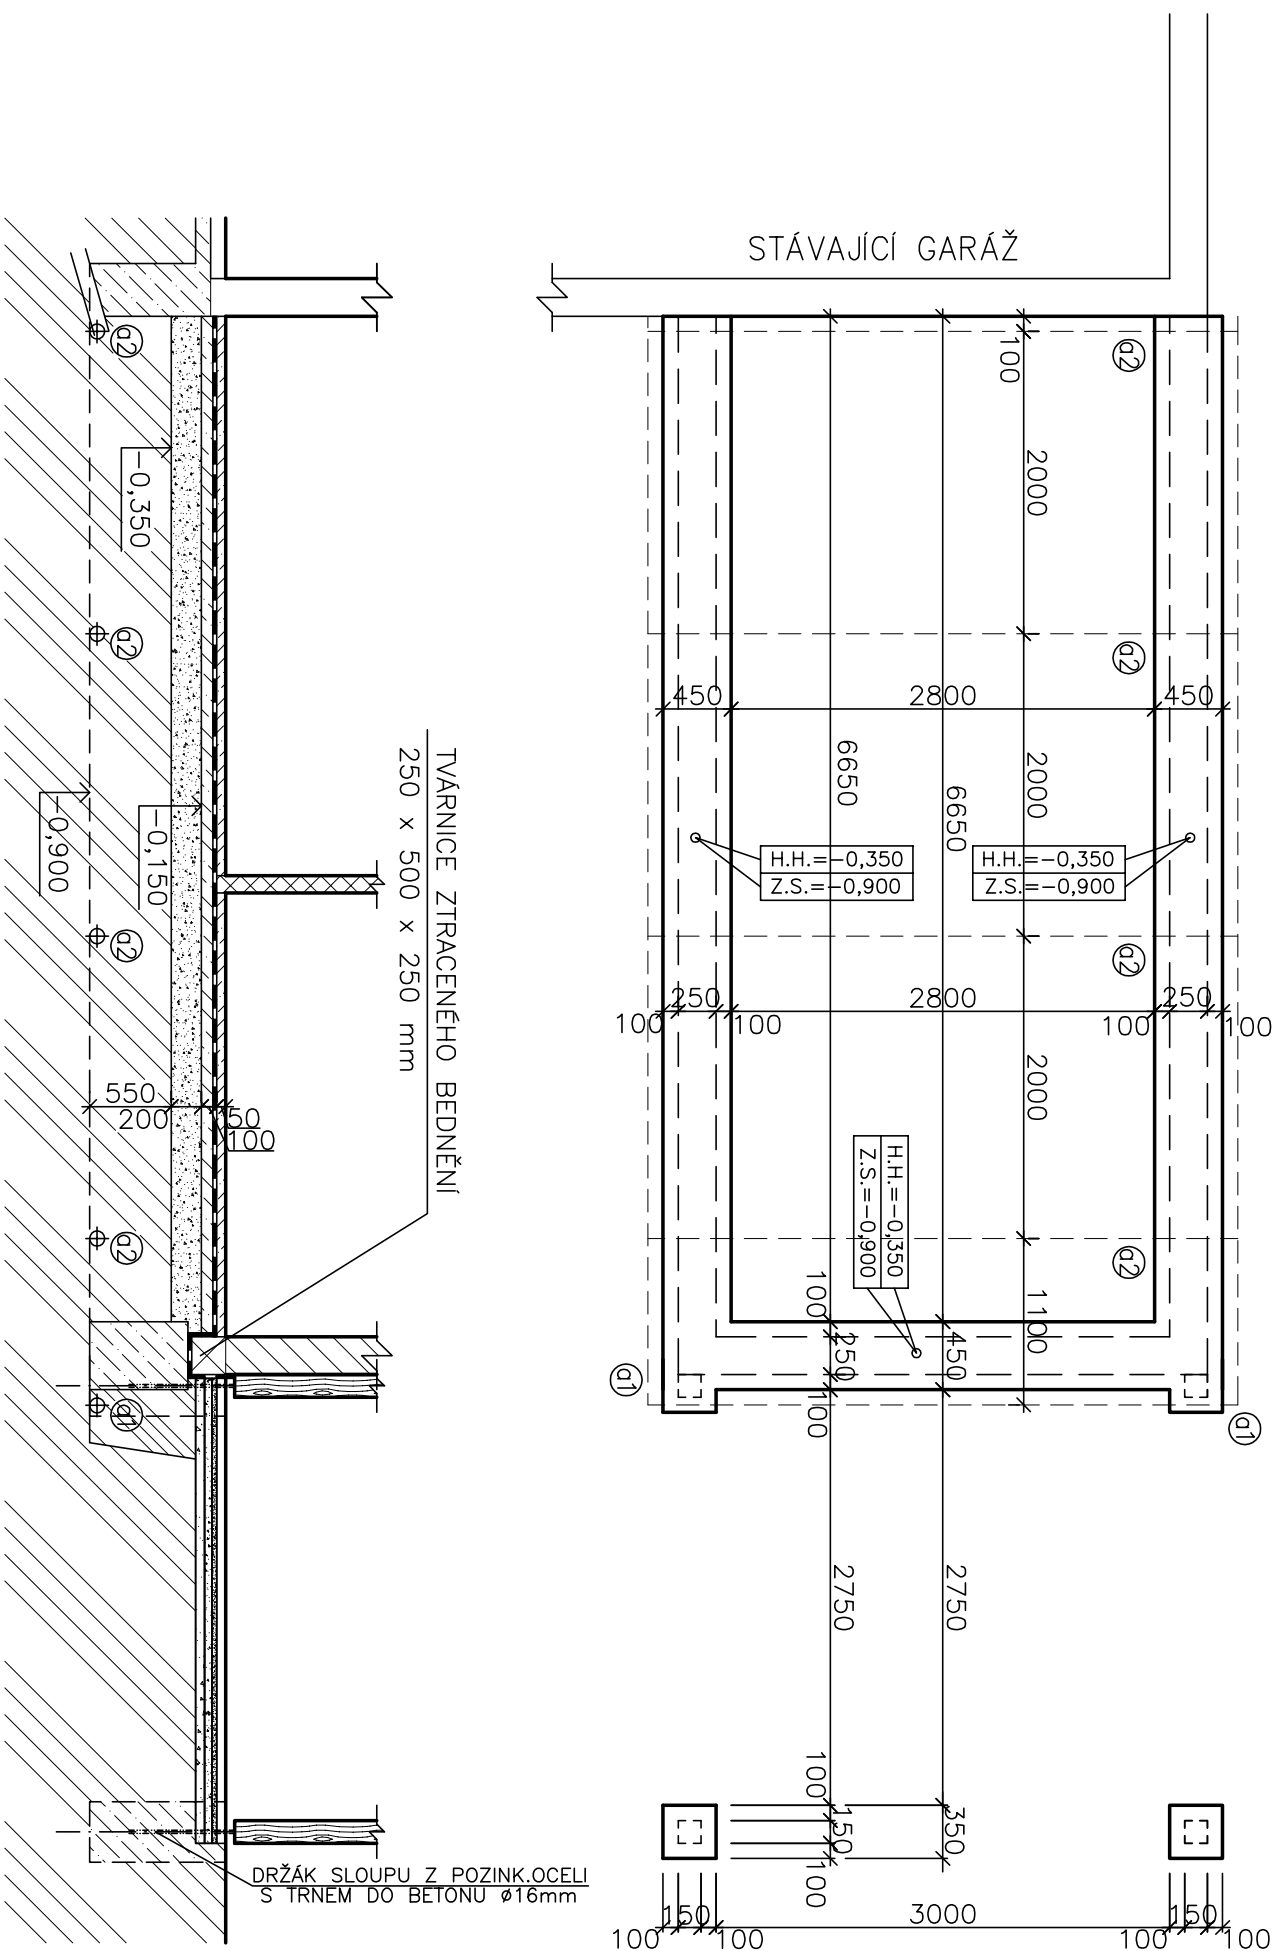 STÁVAJÍCÍ GARÁŽ
a2
100
a2
2000
a2
450
2800
450
2000
6650
6650
H.H.=-0,350
Z.S.=-0,900
H.H.=-0,350
Z.S.=-0,900
a2
250
2800
250
100
100
100
100
2000
H.H.=-0,350
Z.S.=-0,900
a2
1100
100
250
100
450
a1
a1
2750
2750
100
150
100
350
150
3000
150
100
100
100
100
a2
-0,350
a2
-0,900
-0,150
a2
TVÁRNICE ZTRACENÉHO BEDNĚNÍ
250 x 500 x 250 mm
550
200
50
100
a2
a1
DRŽÁK SLOUPU Z POZINK.OCELI
S TRNEM DO BETONU ø16mm